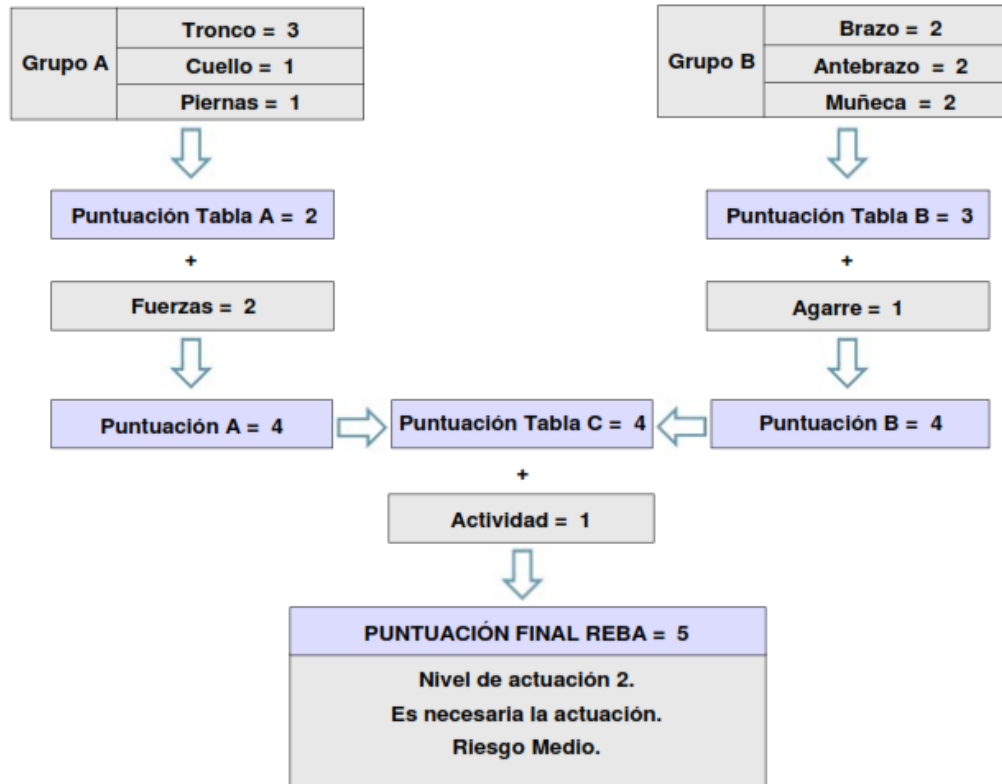 Grupo A
Tronco = 3
Cuello = 1
Piernas = 1
Grupo B
Brazo = 2
Antebrazo = 2
Muñeca = 2
Puntuación Tabla A = 2
Puntuación Tabla B = 3
+
+
Fuerzas = 2
Agarre = 1
Puntuación A = 4
Puntuación Tabla C = 4
Puntuación B = 4
+
Actividad = 1
PUNTUACIÓN FINAL REBA = 5
Nivel de actuación 2.
Es necesaria la actuación.
Riesgo Medio.